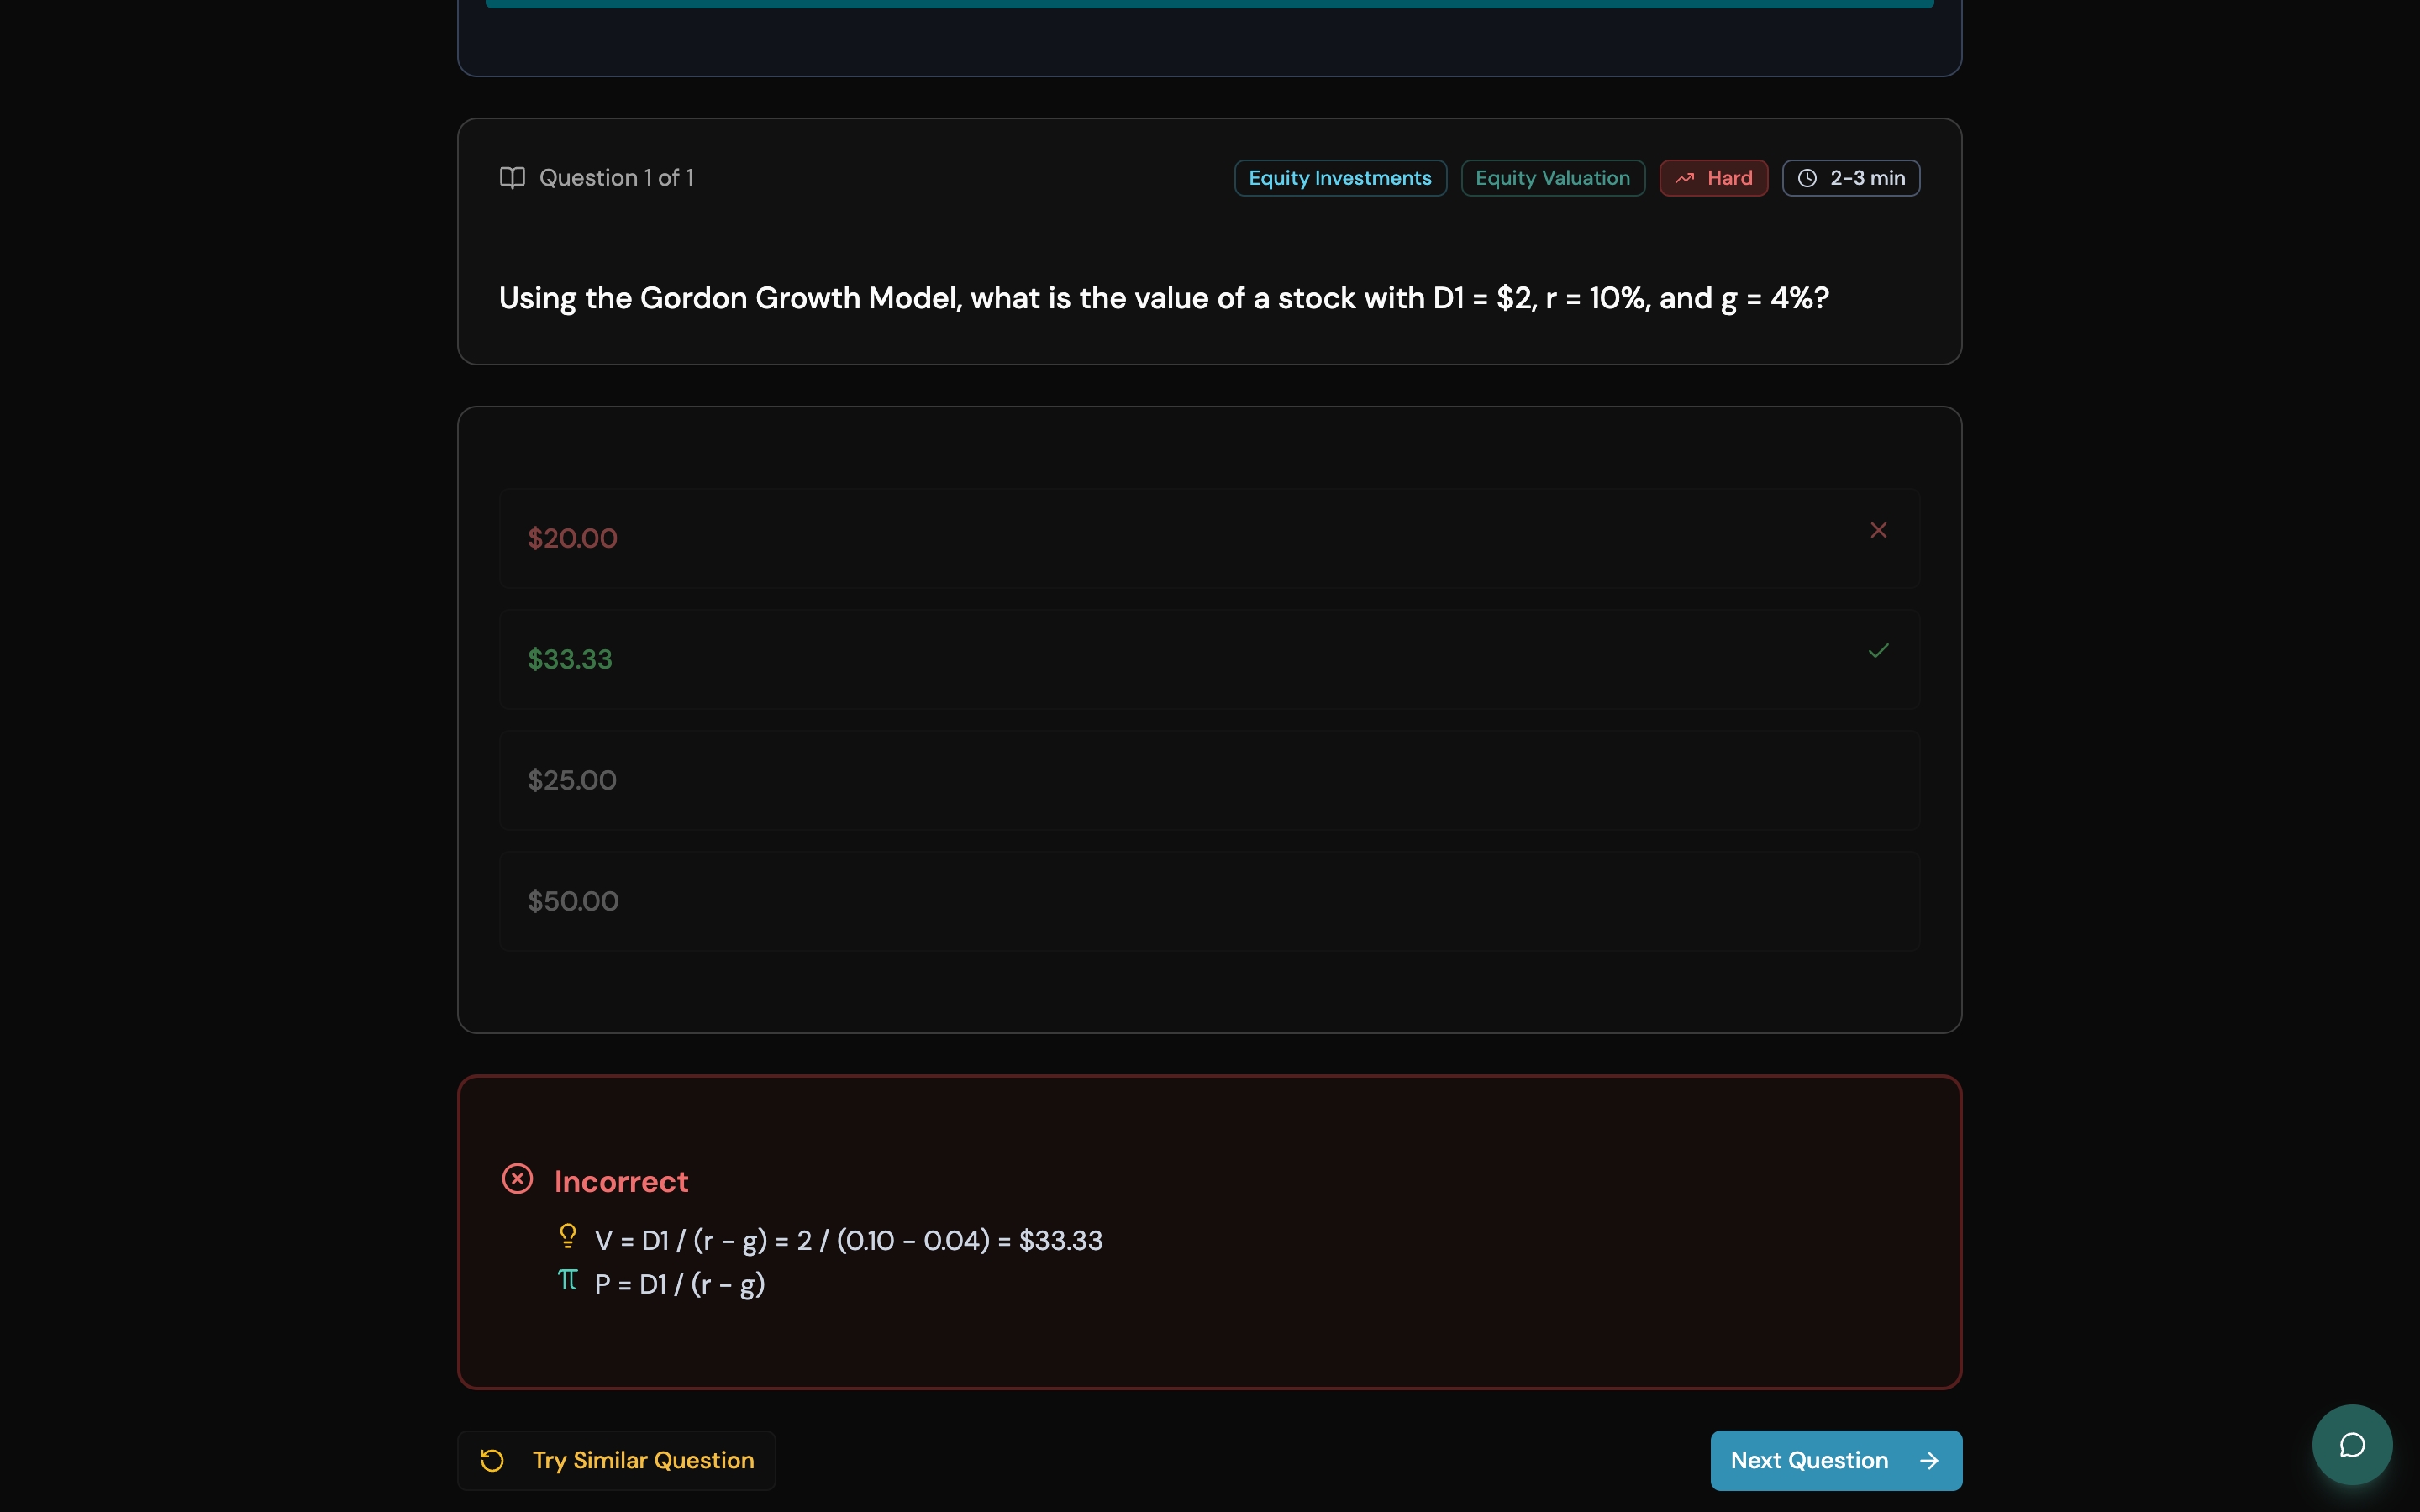 Question 1 of 1
Equity Investments
Equity Valuation
Hard
2-3 min
Using the Gordon Growth Model, what is the value of a stock with D1 = $2, r = 10%, and g = 4%?
$20.00
$33.33
$25.00
$50.00
Incorrect
V = D1 / (r - g) = 2 / (0.10 - 0.04) = $33.33
π P = D1 / (r - g)
Try Similar Question
Next Question →